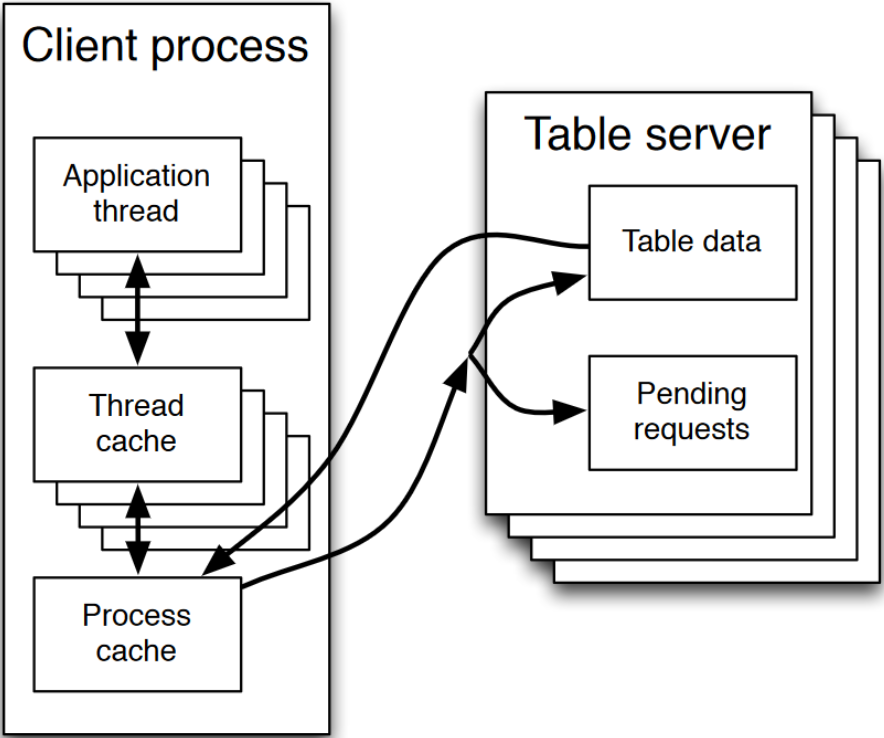 Client process
Application
thread
Thread
cache
Process
cache
Table server
Table data
Pending
requests